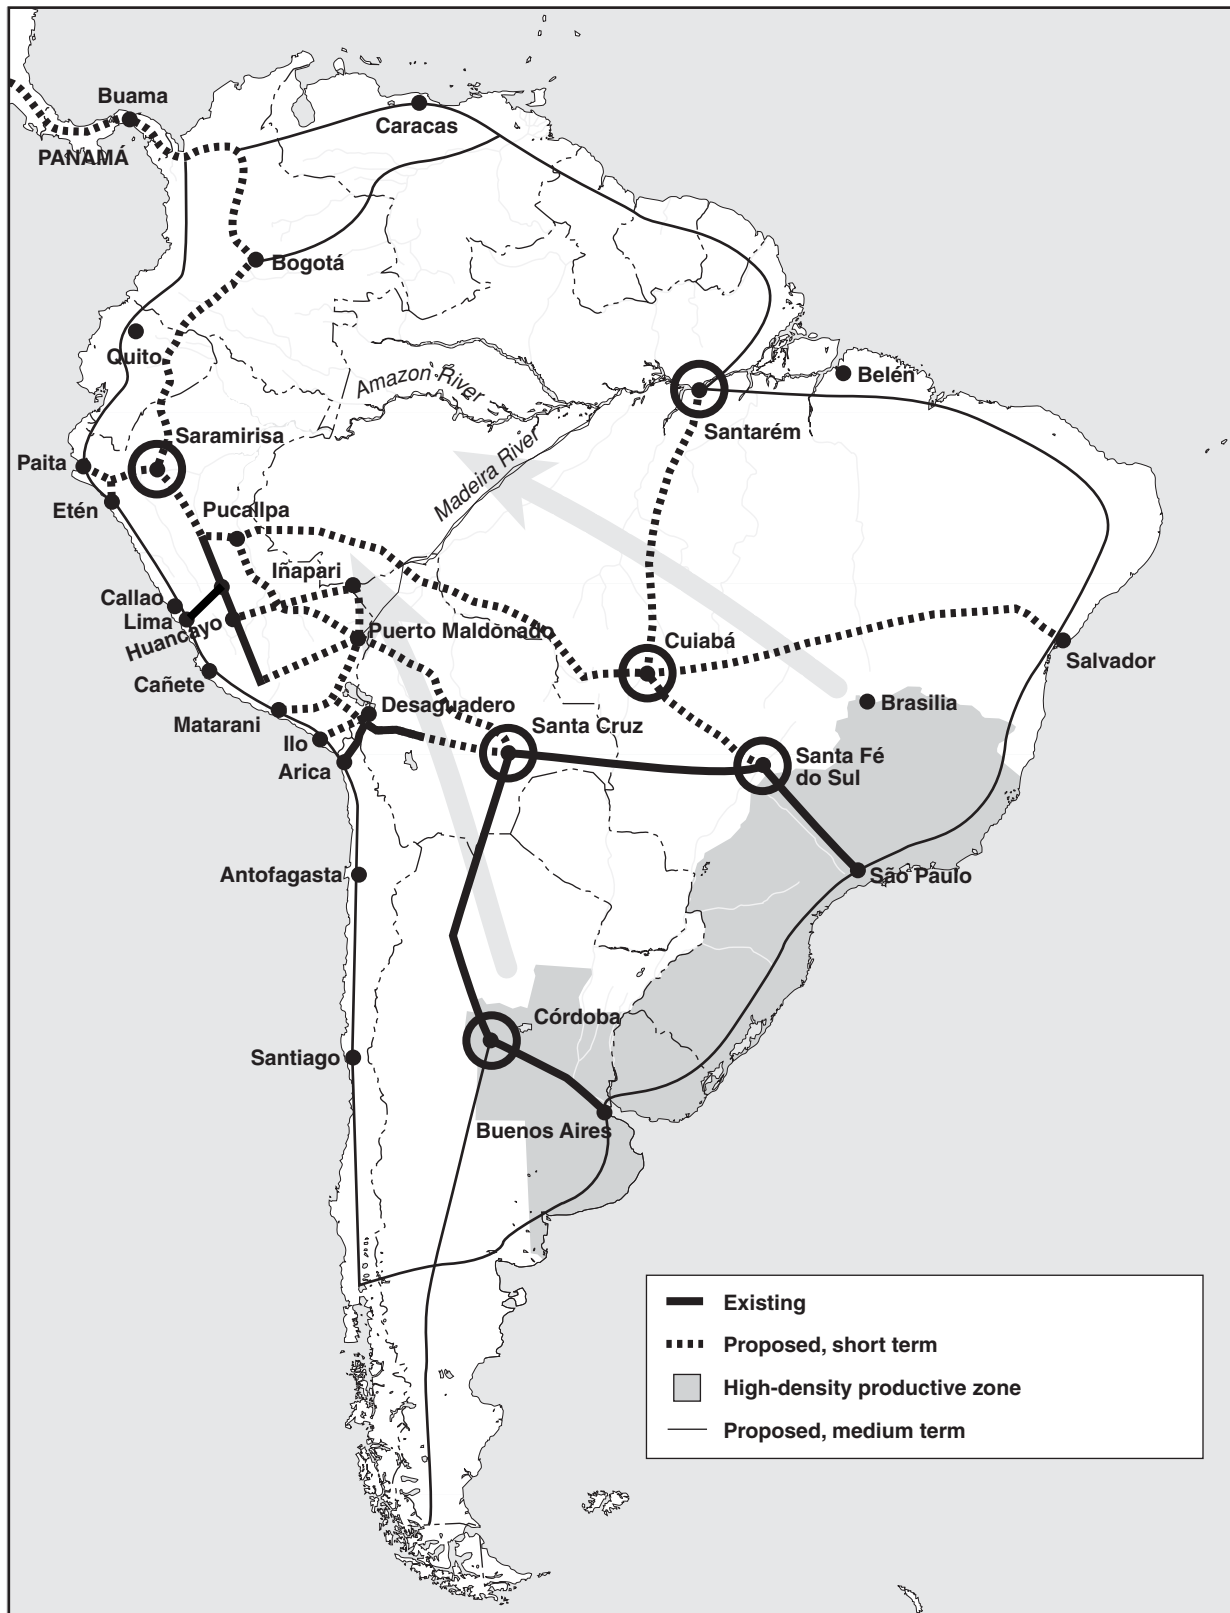 Buama
PANAMÁ
Caracas
Bogotá
Quito
Amazon River
Belén
Santarém
Saramirisa
Madeira River
Paita
Etén
Pucallpa
Iñapari
Callao
Lima
Huancayo
Puerto Maldonado
Cuiabá
Salvador
Cañete
Matarani
Desaguadero
Brasilia
Ilo
Santa Cruz
Arica
Santa Fé
do Sul
Antofagasta
São Paulo
Córdoba
Santiago
Buenos Aires
Existing
Proposed, short term
High-density productive zone
Proposed, medium term